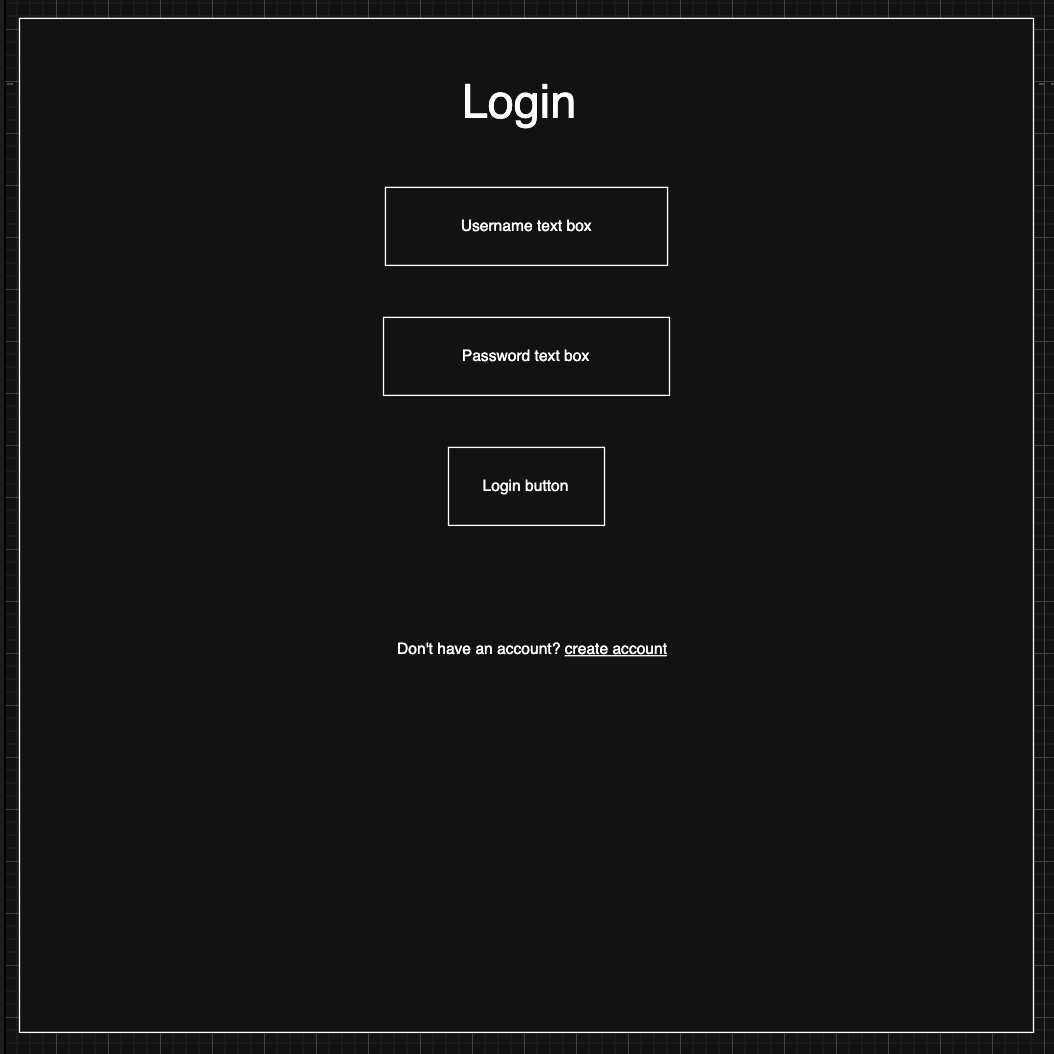 Login
Username text box
Password text box
Login button
Don't have an account? create account